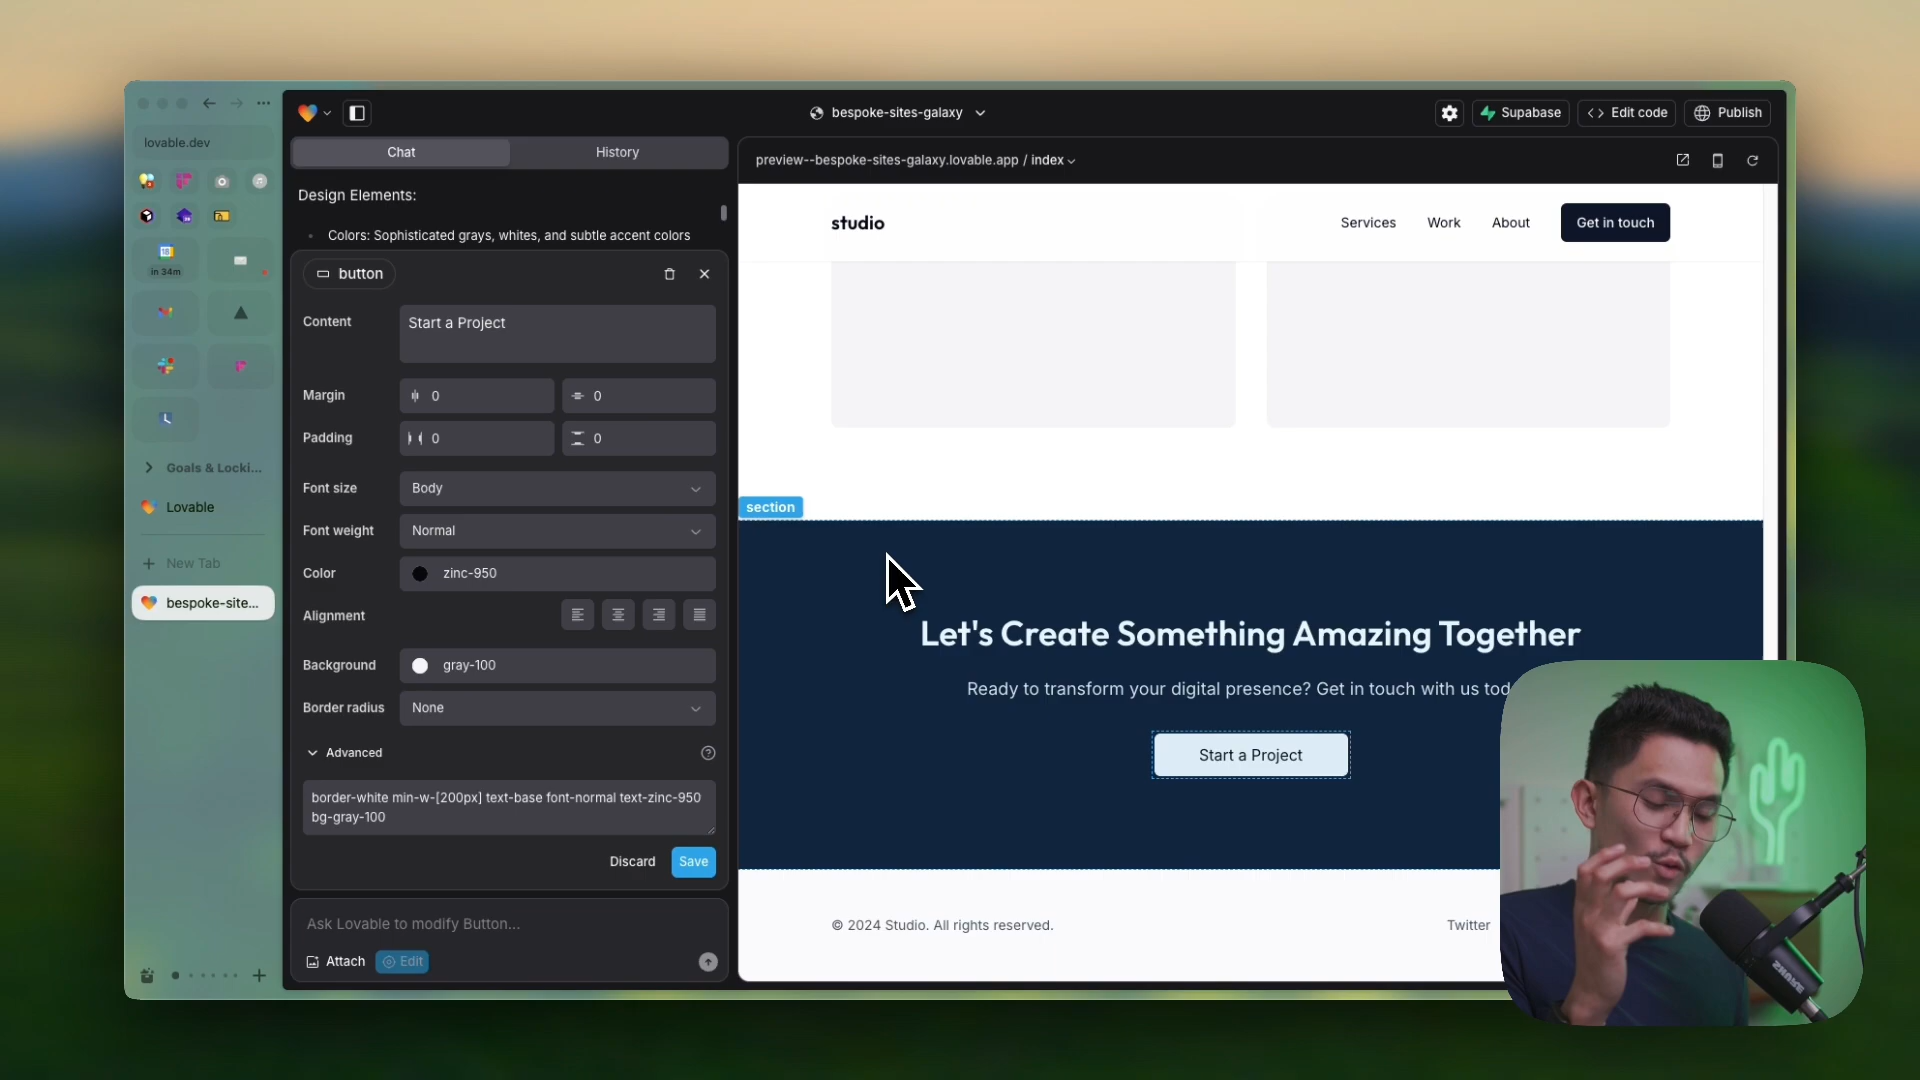 lovable.dev
in 34m
Goals & Locki...
Lovable
New Tab
bespoke-site...
bespoke-sites-galaxy
Supabase
Edit code
Publish
Chat
History
Design Elements:
Colors: Sophisticated grays, whites, and subtle accent colors
button
Content
Start a Project
Margin
0
0
Padding
0
0
Font size
Body
Font weight
Normal
Color
zinc-950
Alignment
Background
gray-100
Border radius
None
Advanced
border-white min-w-[200px] text-base font-normal text-zinc-950
bg-gray-100
Discard
Save
Ask Lovable to modify Button...
Attach
Edit
preview--bespoke-sites-galaxy.lovable.app / index
studio
Services
Work
About
Get in touch
section
Let's Create Something Amazing Together
Ready to transform your digital presence? Get in touch with us tod
Start a Project
© 2024 Studio. All rights reserved.
Twitter